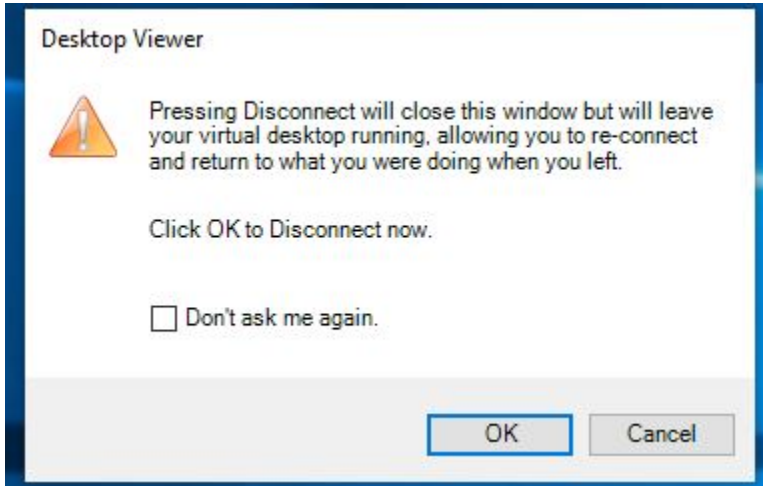 Desktop Viewer
Pressing Disconnect will close this window but will leave
your virtual desktop running, allowing you to re-connect
and return to what you were doing when you left.
Click OK to Disconnect now.
Don't ask me again.
OK
Cancel